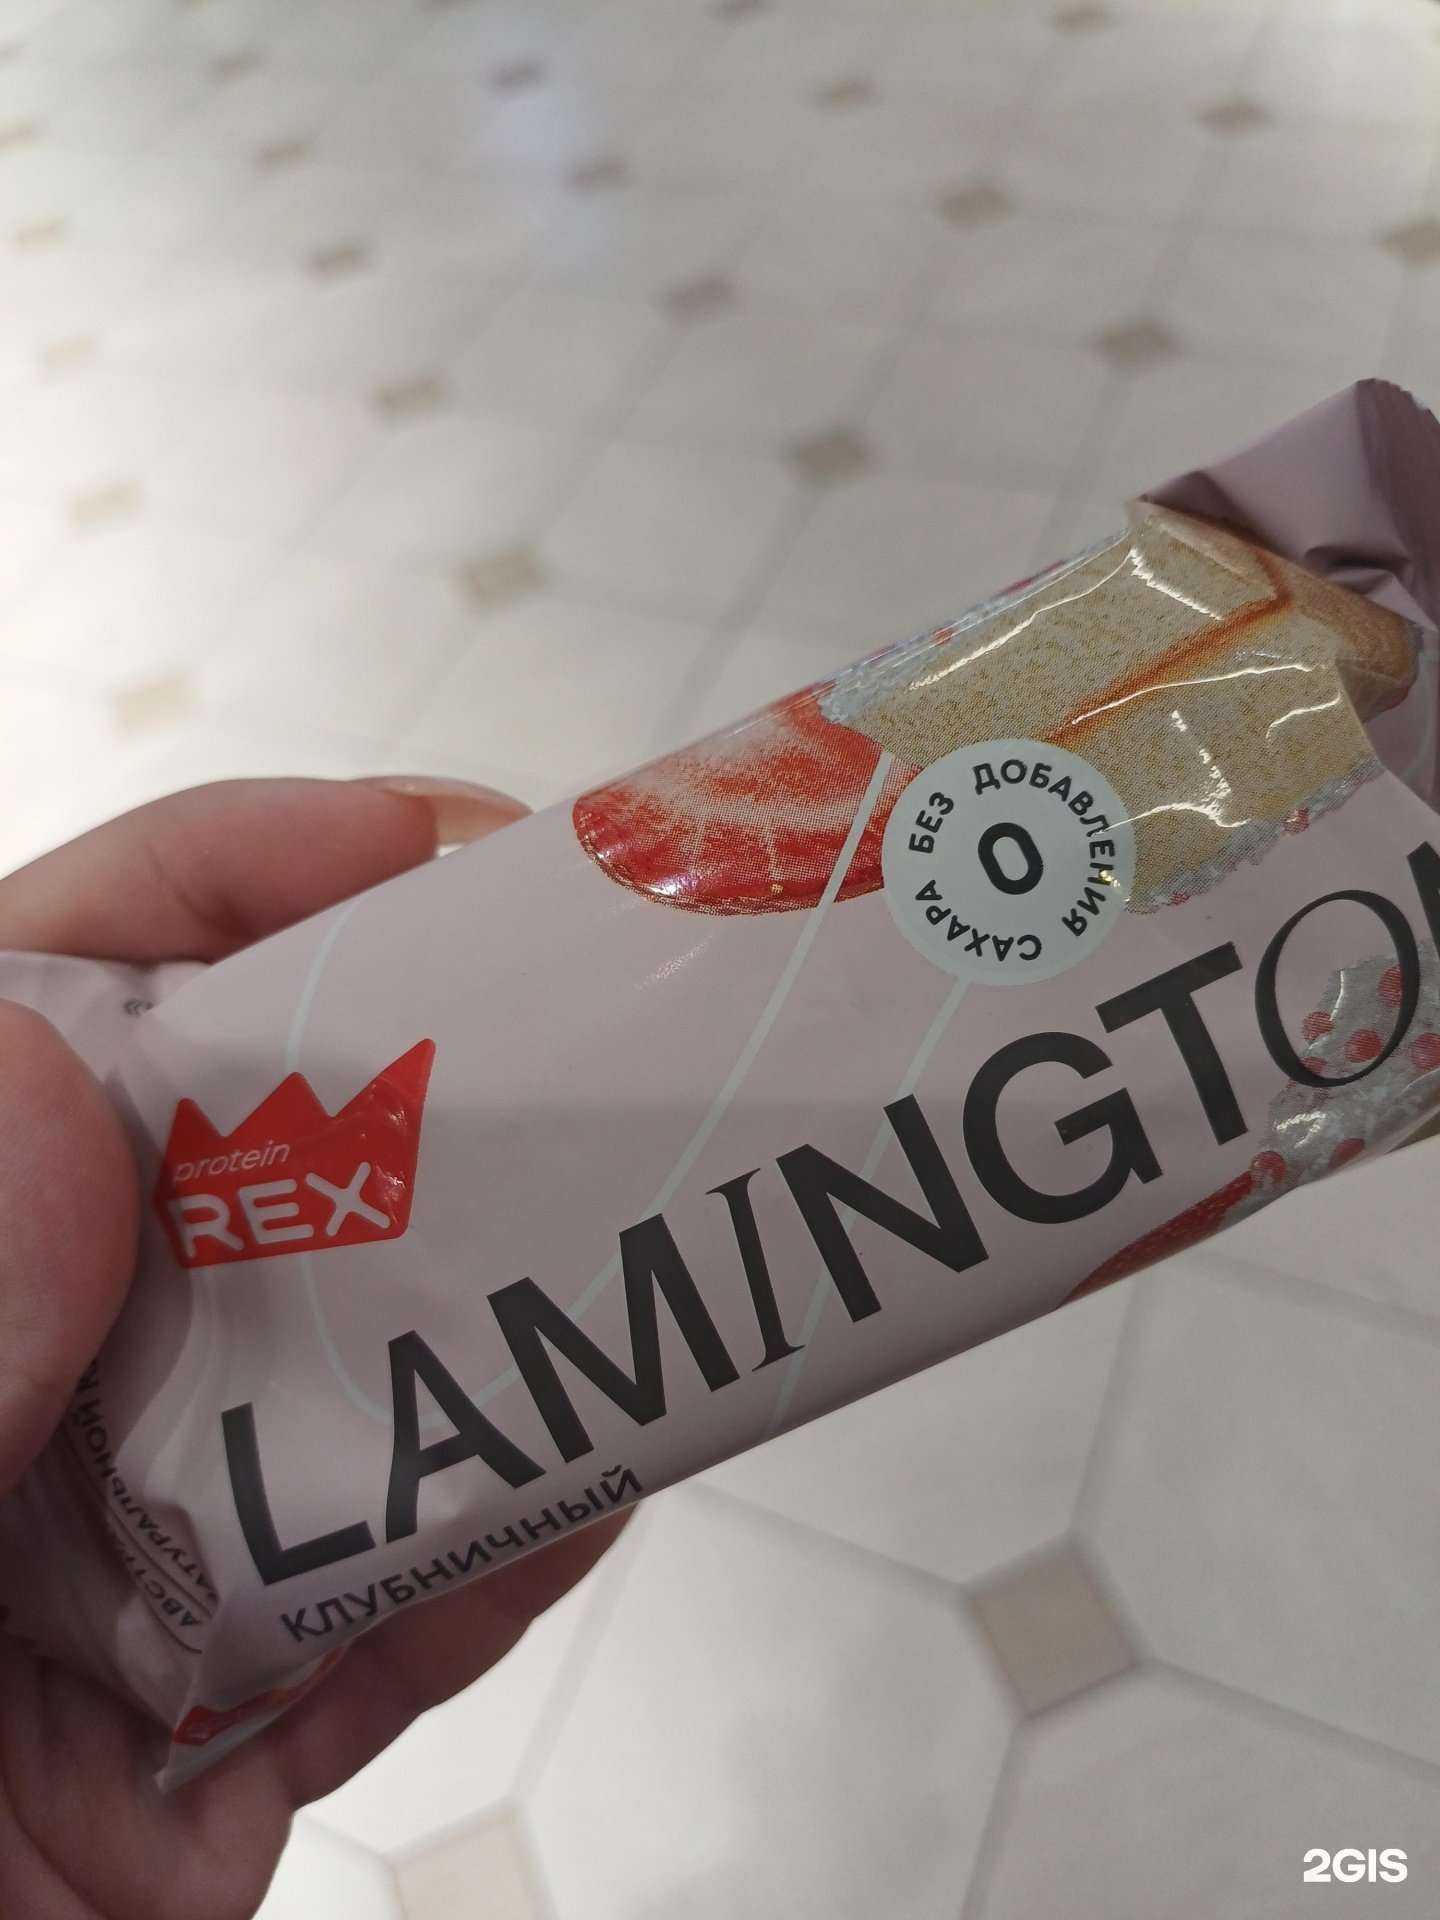 БЕЗ ДОБАВЛЕНИЯ САХАРА
0
protein
REX
LAMINGTO
КЛУБНИЧНЫЙ
2GIS